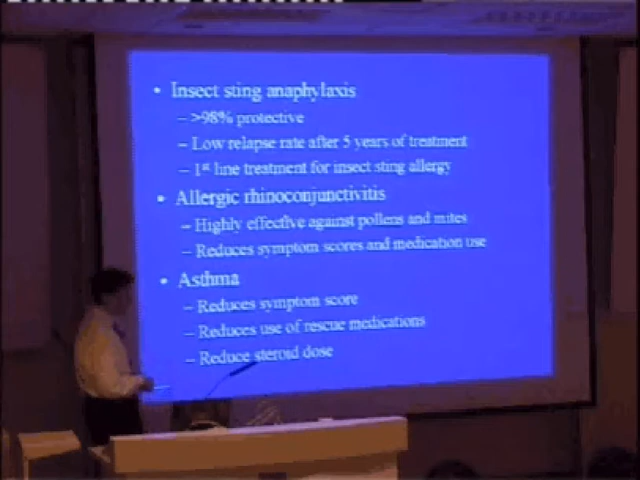 • Insect sting anaphylaxis
– >98% protective
– Low relapse rate after 5 years of treatment
– 1st line treatment for insect sting allergy
• Allergic rhinoconjunctivitis
– Highly effective against pollens and mites
– Reduces symptom scores and medication use
• Asthma
– Reduces symptom score
– Reduces use of rescue medications
– Reduce steroid dose